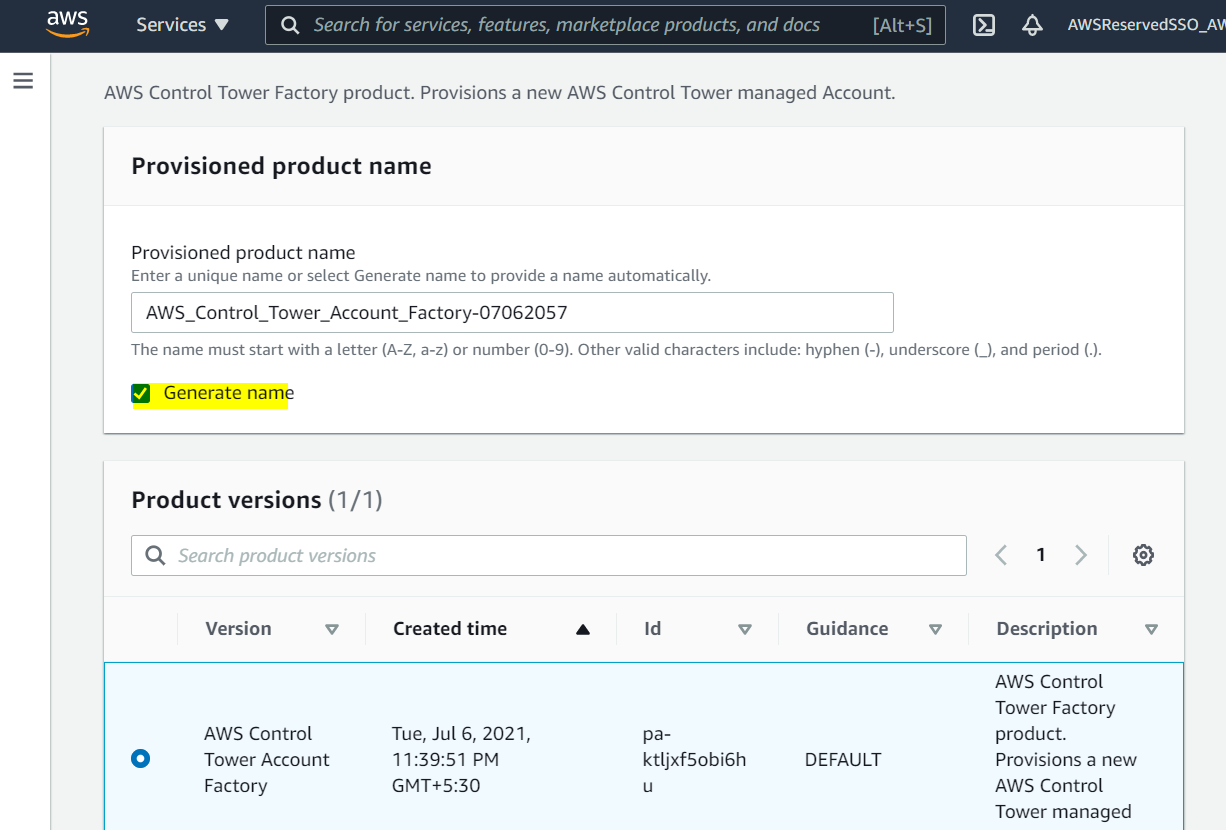 aws
Services
Search for services, features, marketplace products, and docs [Alt+S]
AWSReservedSSO_AW
AWS Control Tower Factory product. Provisions a new AWS Control Tower managed Account.
Provisioned product name
Provisioned product name
Enter a unique name or select Generate name to provide a name automatically.
AWS_Control_Tower_Account_Factory-07062057
The name must start with a letter (A-Z, a-z) or number (0-9). Other valid characters include: hyphen (-), underscore (_), and period (.).
Generate name
Product versions (1/1)
Search product versions
1
Version Created time Id Guidance Description
AWS Control
Tower Account
Factory
Tue, Jul 6, 2021,
11:39:51 PM
GMT+5:30
pa-
ktljxf5obi6h
u
DEFAULT
AWS Control
Tower Factory
product.
Provisions a new
AWS Control
Tower managed